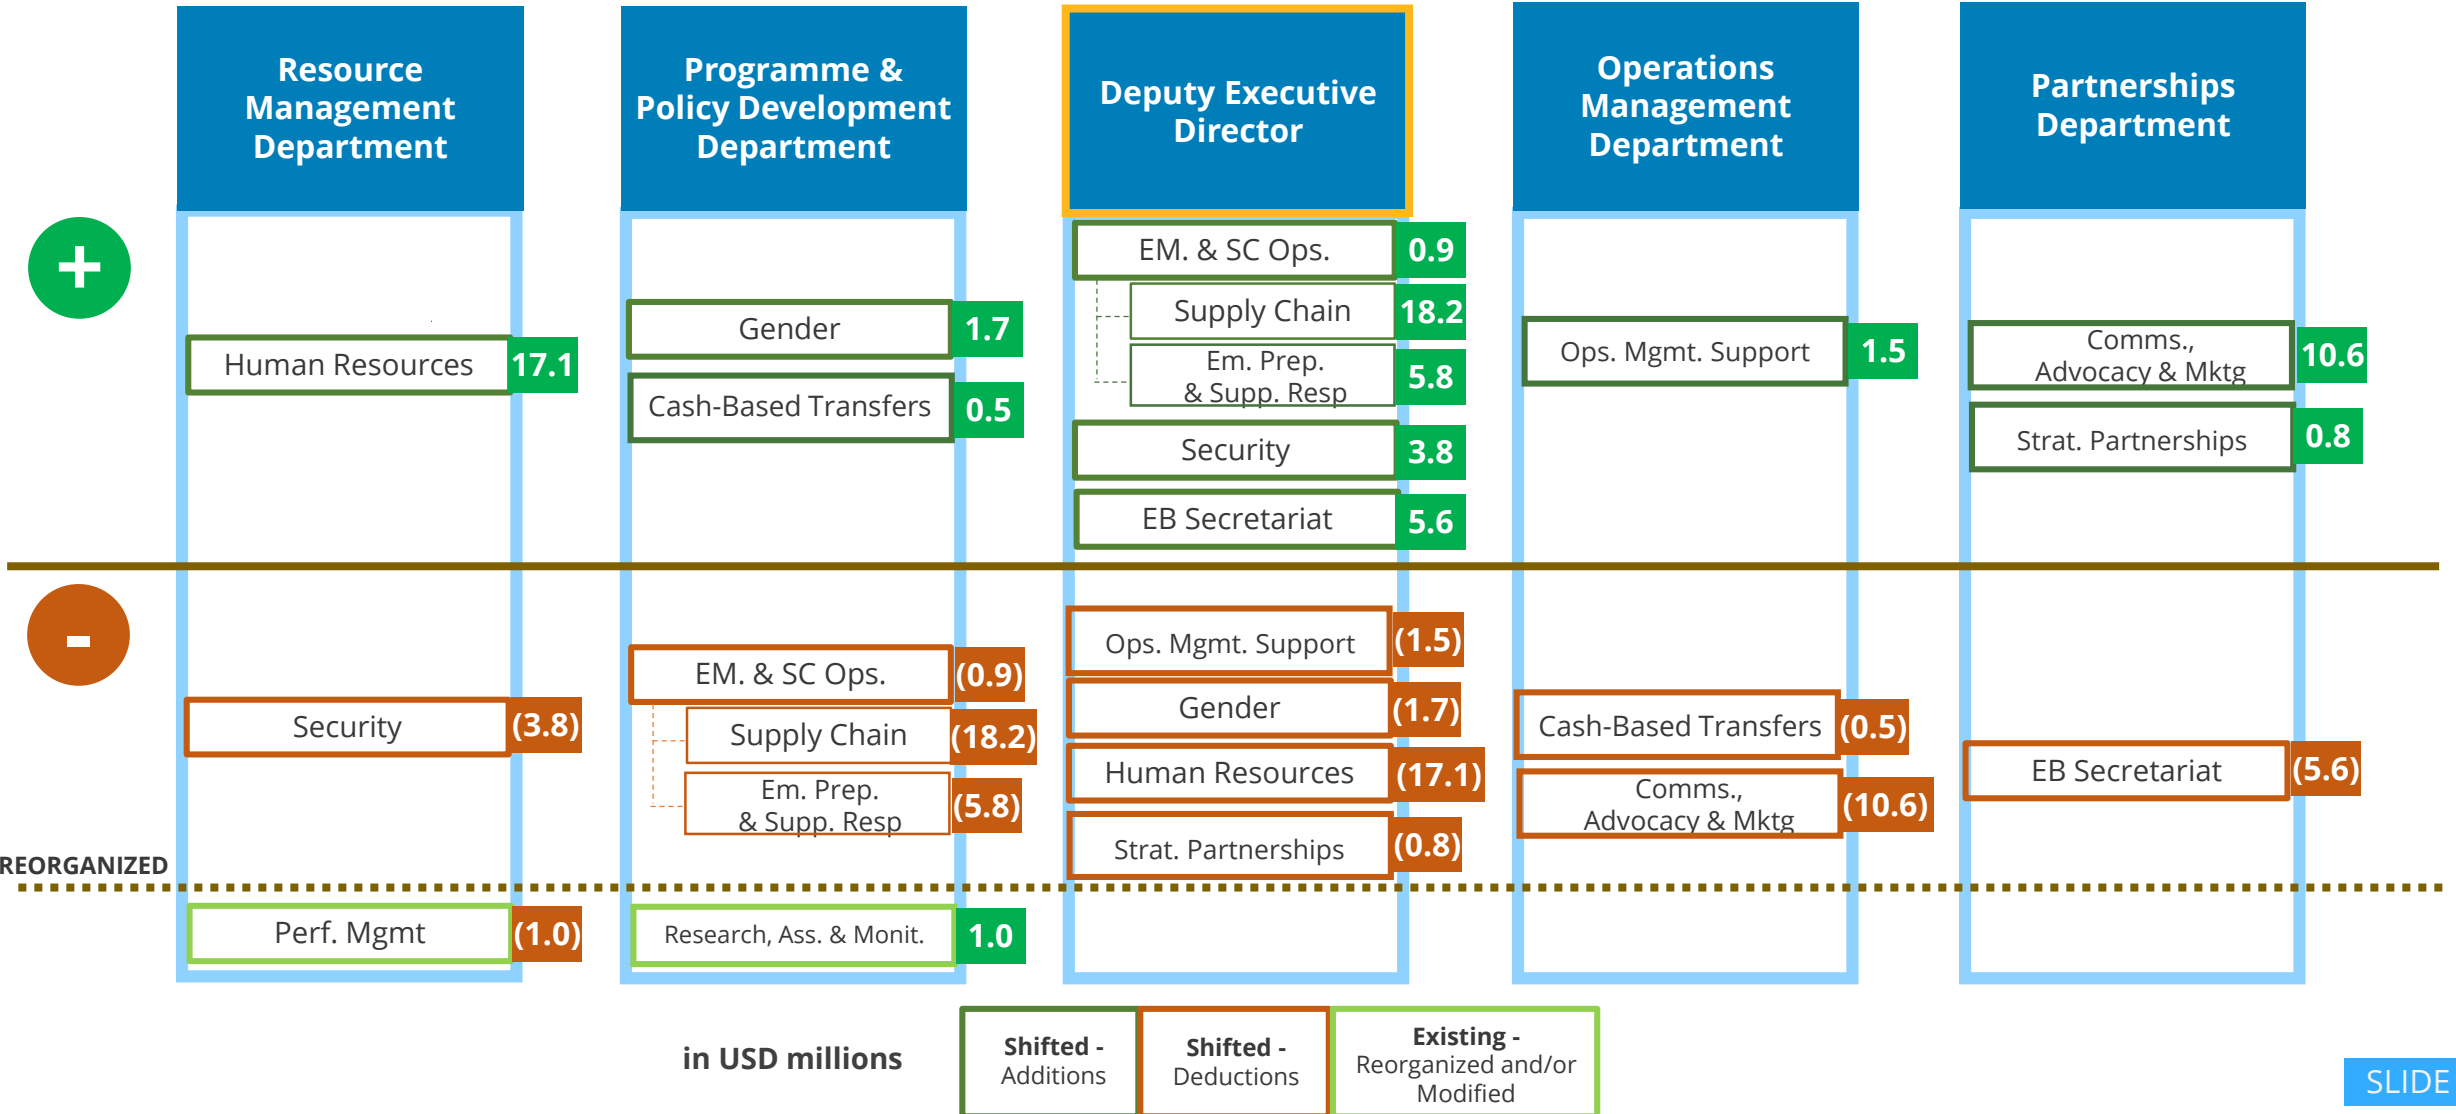 Resource
Management
Department
Programme &
Policy Development
Department
Deputy Executive
Director
Operations
Management
Department
Partnerships
Department
+
Human Resources 17.1
Gender 1.7
Cash-Based Transfers 0.5
EM. & SC Ops. 0.9
Supply Chain 18.2
Em. Prep.
& Supp. Resp 5.8
Security 3.8
EB Secretariat 5.6
Ops. Mgmt. Support 1.5
Comms.,
Advocacy & Mktg 10.6
Strat. Partnerships 0.8
-
Security (3.8)
EM. & SC Ops. (0.9)
Supply Chain (18.2)
Em. Prep.
& Supp. Resp (5.8)
Ops. Mgmt. Support (1.5)
Gender (1.7)
Human Resources (17.1)
Strat. Partnerships (0.8)
Cash-Based Transfers (0.5)
Comms.,
Advocacy & Mktg (10.6)
EB Secretariat (5.6)
REORGANIZED
Perf. Mgmt (1.0)
Research, Ass. & Monit. 1.0
in USD millions
Shifted -
Additions
Shifted -
Deductions
Existing -
Reorganized and/or
Modified
SLIDE